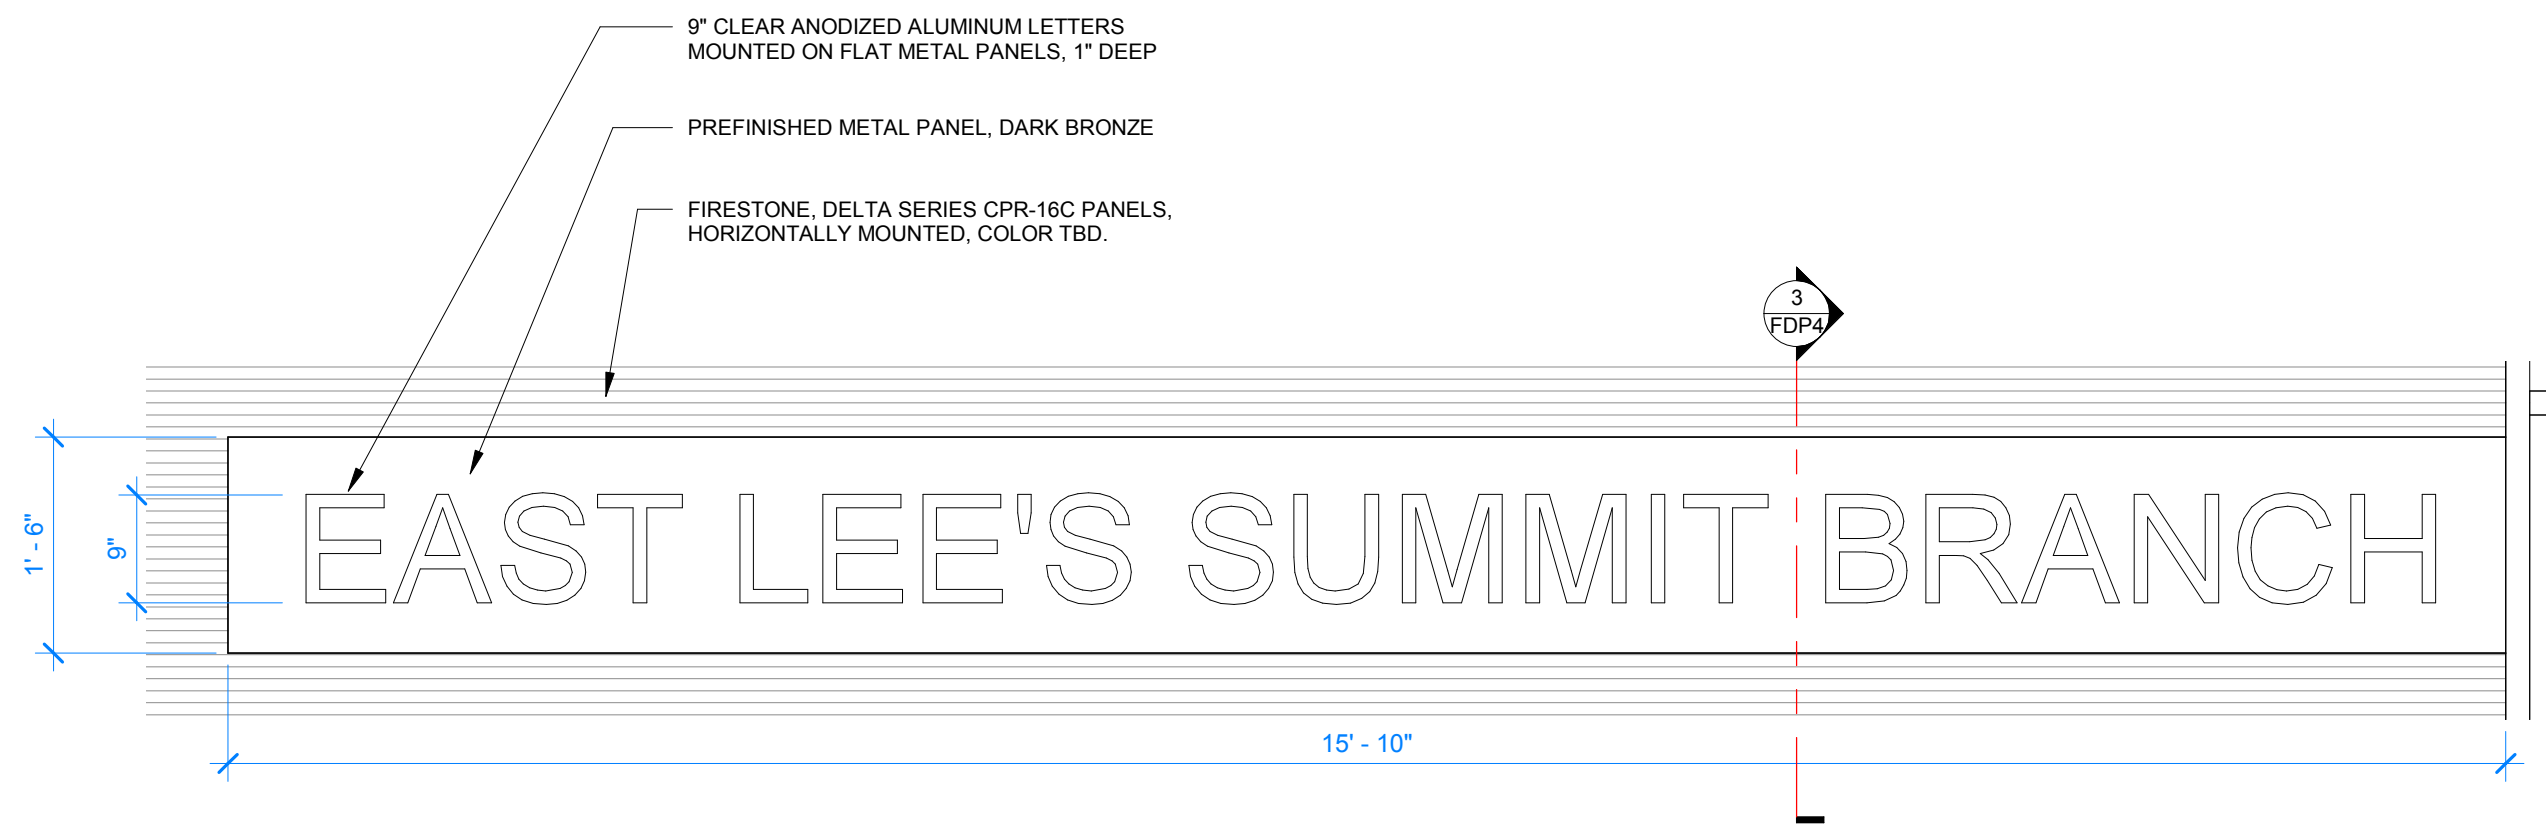 9" CLEAR ANODIZED ALUMINUM LETTERS
MOUNTED ON FLAT METAL PANELS, 1" DEEP
PREFINISHED METAL PANEL, DARK BRONZE
FIRESTONE, DELTA SERIES CPR-16C PANELS,
HORIZONTALLY MOUNTED, COLOR TBD.
3
FDP4
1' - 6"
9"
EAST LEE'S SUMMIT BRANCH
15' - 10"